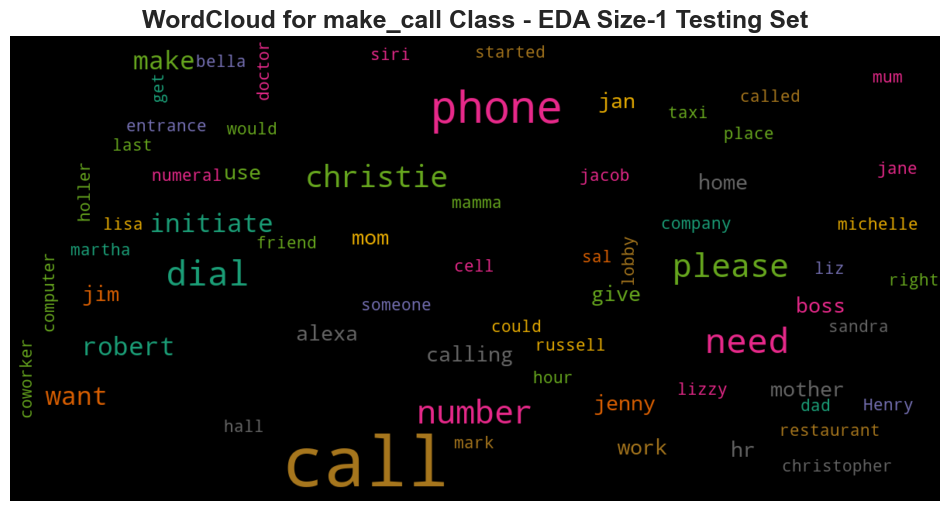 WordCloud for make_call Class - EDA Size-1 Testing Set
make bella doctor siri started
get phone jan called mum
entrance would taxi place
last
holler numeral use christie jacob home jane
mamma
lisa initiate mom company michelle
martha friend lobby
computer dial cell sal please liz right
jim someone give boss
alexa could need sandra
robert calling russell
coworker hour lizzy mother
want number jenny dad Henry
hall mark work hr restaurant
call christopher